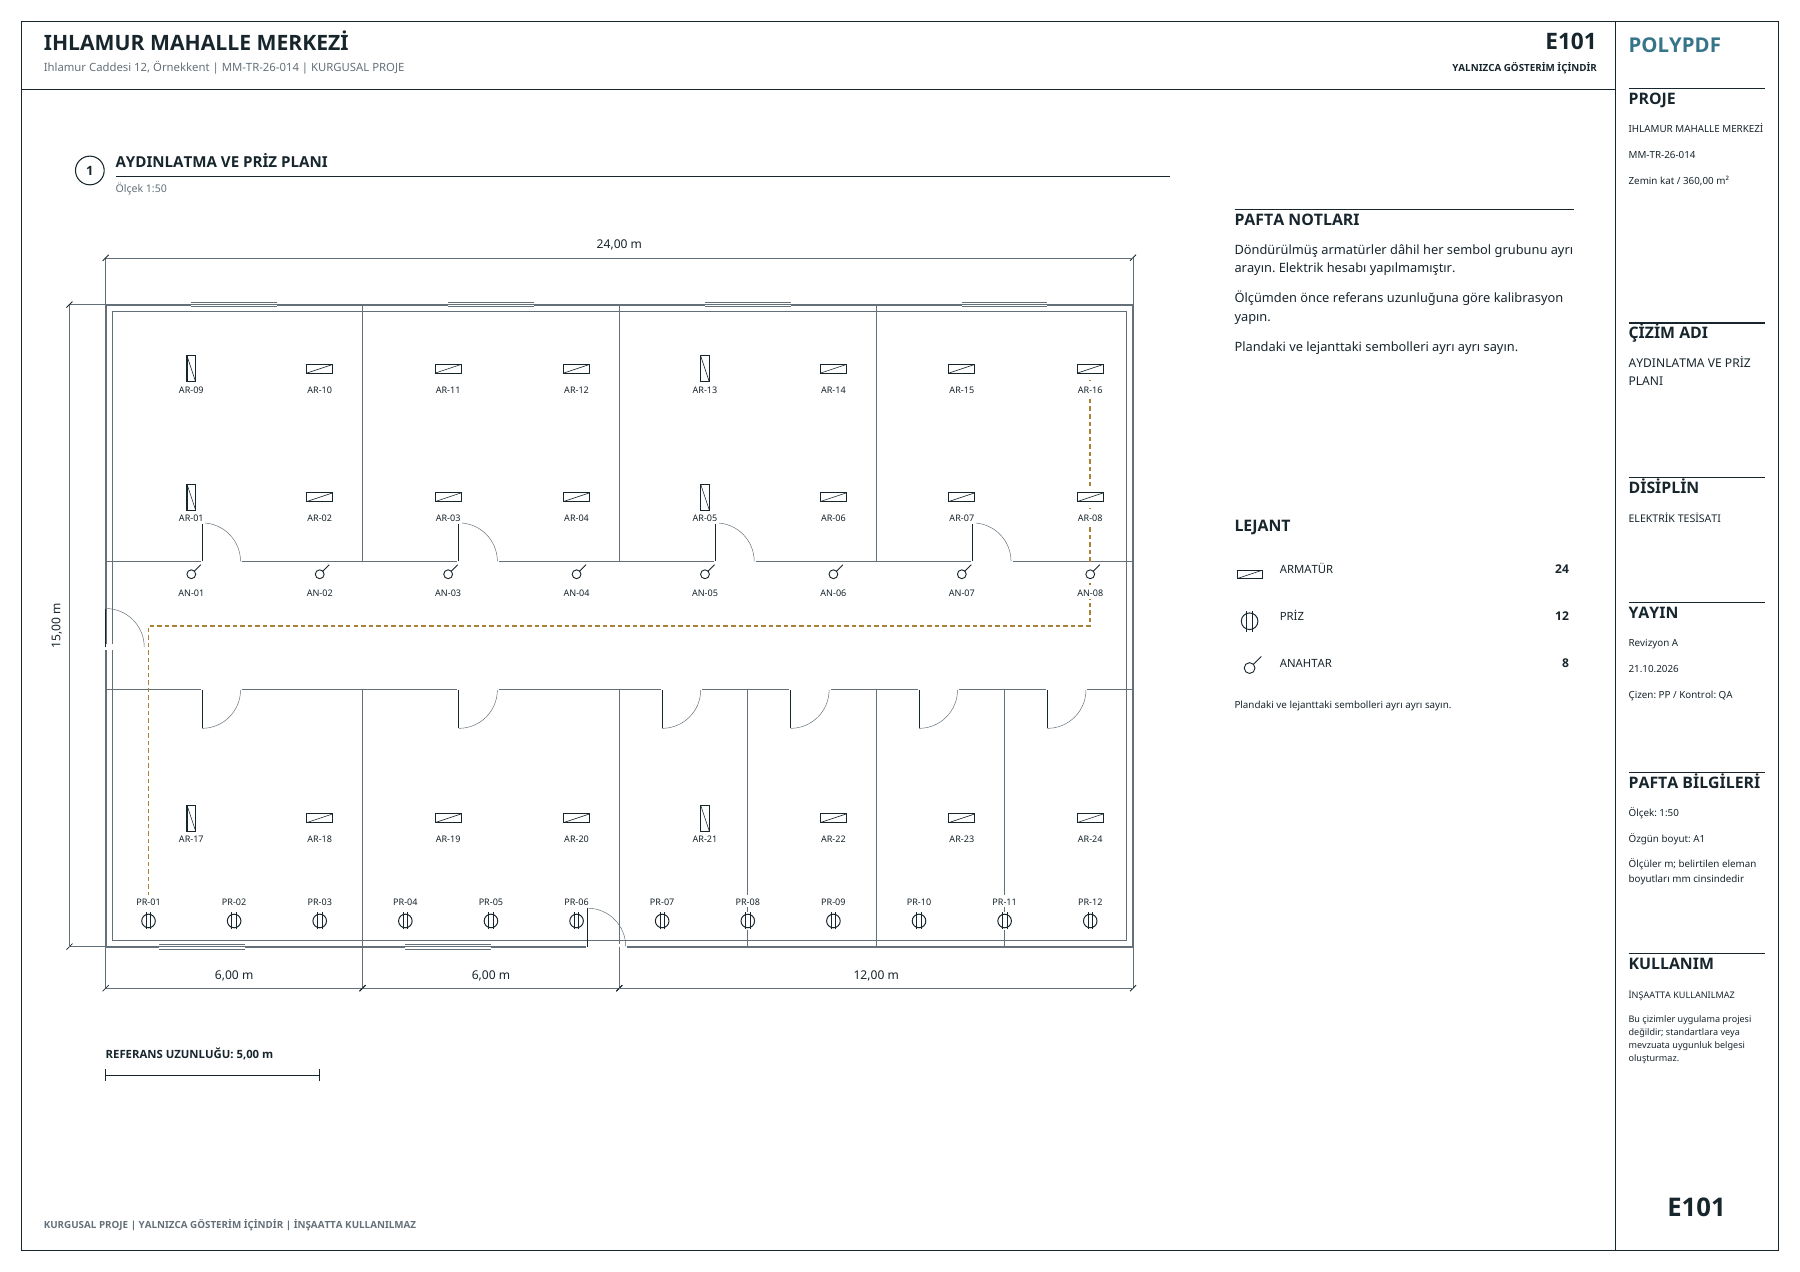 IHLAMUR MAHALLE MERKEZİ
Ihlamur Caddesi 12, Örnekkent | MM-TR-26-014 | KURGUSAL PROJE
E101
YALNIZCA GÖSTERİM İÇİNDİR
1
AYDINLATMA VE PRİZ PLANI
Ölçek 1:50
24,00 m
15,00 m
AR-09
AR-10
AR-11
AR-12
AR-13
AR-14
AR-15
AR-16
AR-01
AR-02
AR-03
AR-04
AR-05
AR-06
AR-07
AR-08
AN-01
AN-02
AN-03
AN-04
AN-05
AN-06
AN-07
AN-08
AR-17
AR-18
AR-19
AR-20
AR-21
AR-22
AR-23
AR-24
PR-01
PR-02
PR-03
PR-04
PR-05
PR-06
PR-07
PR-08
PR-09
PR-10
PR-11
PR-12
6,00 m
6,00 m
12,00 m
REFERANS UZUNLUĞU: 5,00 m
PAFTA NOTLARI
Döndürülmüş armatürler dâhil her sembol grubunu ayrı
arayın. Elektrik hesabı yapılmamıştır.
Ölçümden önce referans uzunluğuna göre kalibrasyon
yapın.
Plandaki ve lejanttaki sembolleri ayrı ayrı sayın.
LEJANT
ARMATÜR 24
PRİZ 12
ANAHTAR 8
Plandaki ve lejanttaki sembolleri ayrı ayrı sayın.
POLYPDF
PROJE
IHLAMUR MAHALLE MERKEZİ
MM-TR-26-014
Zemin kat / 360,00 m²
ÇİZİM ADI
AYDINLATMA VE PRİZ
PLANI
DİSİPLİN
ELEKTRİK TESİSATI
YAYIN
Revizyon A
21.10.2026
Çizen: PP / Kontrol: QA
PAFTA BİLGİLERİ
Ölçek: 1:50
Özgün boyut: A1
Ölçüler m; belirtilen eleman
boyutları mm cinsindedir
KULLANIM
İNŞAATTA KULLANILMAZ
Bu çizimler uygulama projesi
değildir; standartlara veya
mevzuata uygunluk belgesi
oluşturmaz.
E101
KURGUSAL PROJE | YALNIZCA GÖSTERİM İÇİNDİR | İNŞAATTA KULLANILMAZ